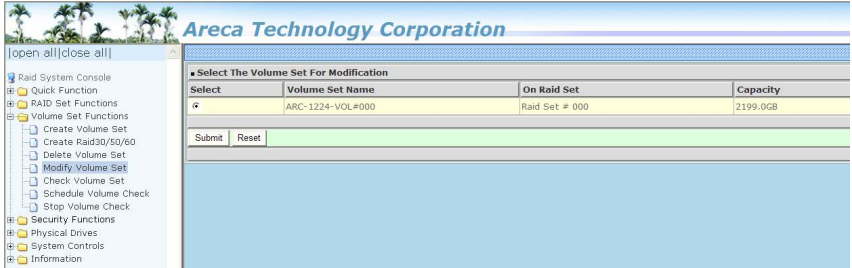 Areca Technology Corporation
|open all|close all|
Raid System Console
Quick Function
RAID Set Functions
Volume Set Functions
Create Volume Set
Create Raid30/50/60
Delete Volume Set
Modify Volume Set
Check Volume Set
Schedule Volume Check
Stop Volume Check
Security Functions
Physical Drives
System Controls
Information
Select The Volume Set For Modification
Select Volume Set Name On Raid Set Capacity
ARC-1224-VOL#000 Raid Set # 000 2199.0GB
Submit Reset